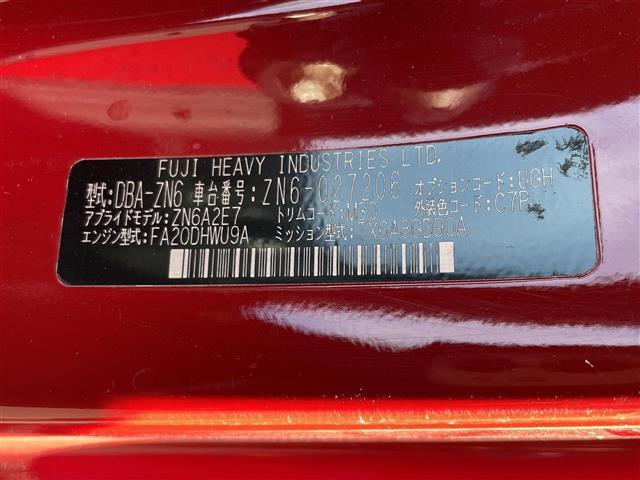 FUJI HEAVY INDUSTRIES LTD.
型式:DBA-ZN6 車台番号:ZN6-027206 オプションコード:UGH
アプライドモデル:ZN6A2E7 トリムコード:M30 外装色コード:C7P
エンジン型式:FA20DHWU9A ミッション型式:TX6A8GD90A